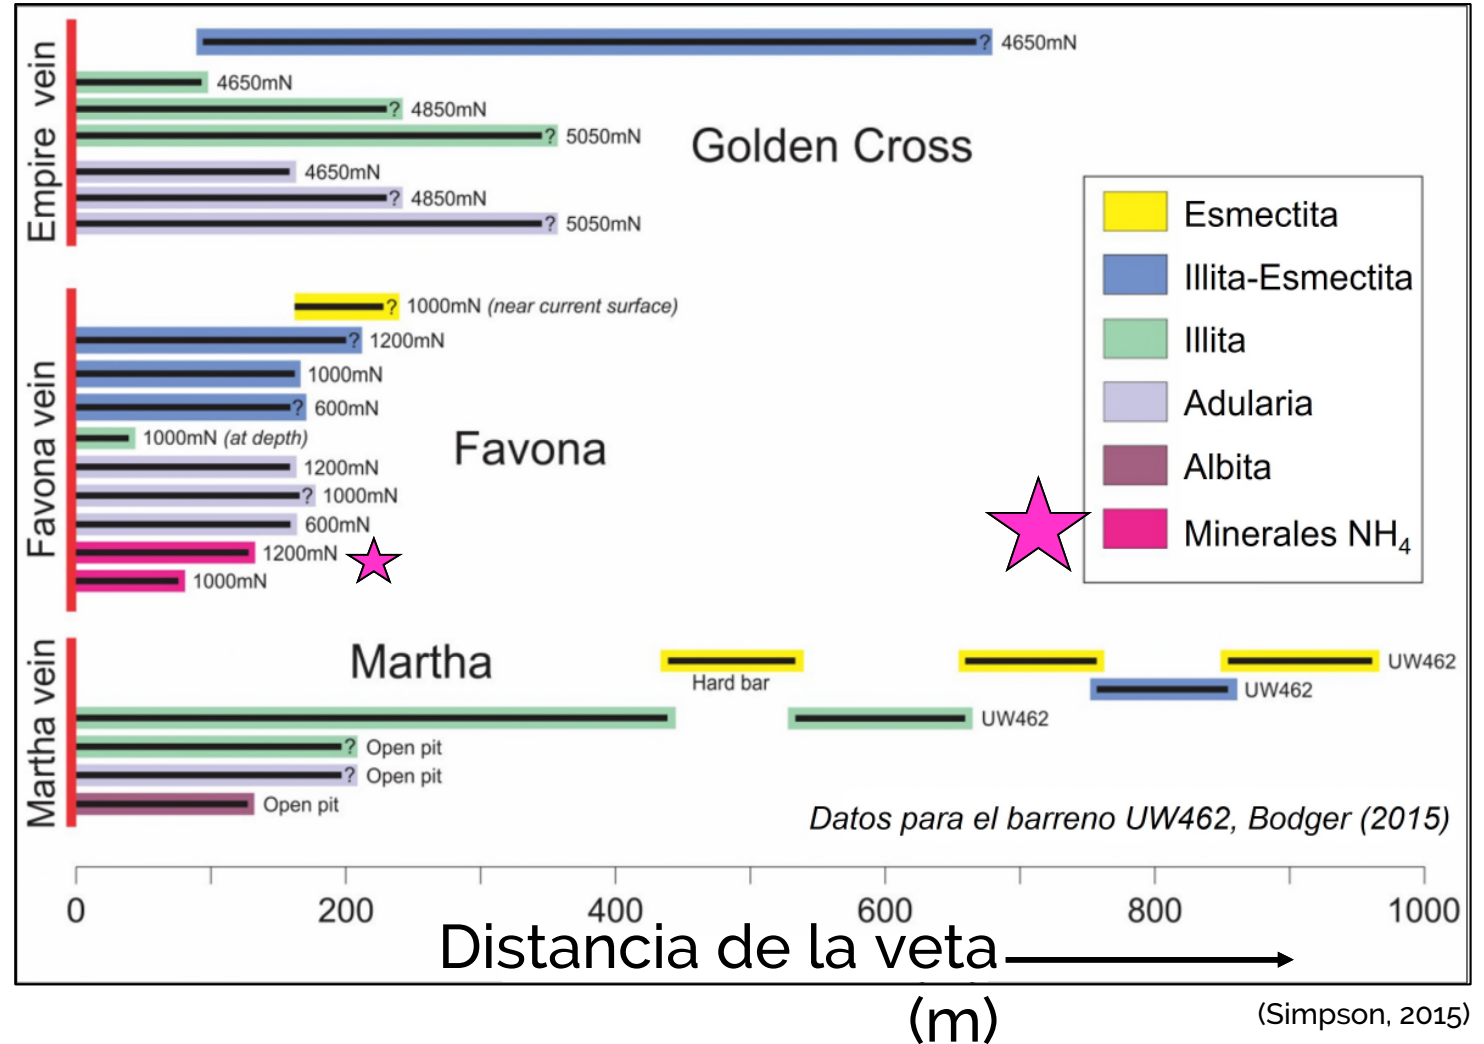 Empire vein
? 4650mN
4650mN
? 4850mN
? 5050mN
Golden Cross
4650mN
? 4850mN
? 5050mN
Esmectita
Illita-Esmectita
Illita
Adularia
Albita
Minerales NH₄
Favona vein
? 1000mN (near current surface)
? 1200mN
1000mN
? 600mN
1000mN (at depth)
Favona
1200mN
? 1000mN
600mN
1200mN
1000mN
Martha vein
Martha
UW462
Hard bar
UW462
UW462
? Open pit
? Open pit
Open pit
Datos para el barreno UW462, Bodger (2015)
0 200 400 600 800 1000
Distancia de la veta
(m)
(Simpson, 2015)